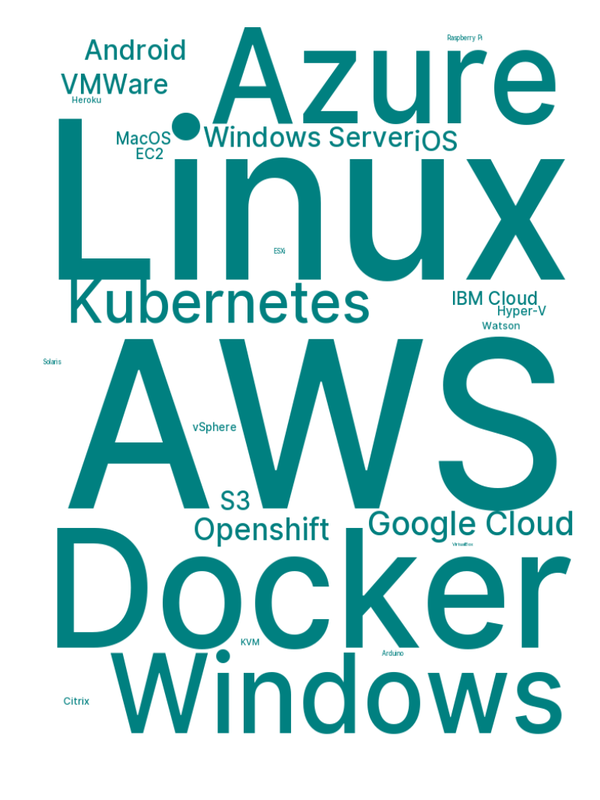 Raspberry Pi
Android
Azure
VMWare
Heroku
MacOS
Windows Server
iOS
EC2
Linux
ESXi
Kubernetes
IBM Cloud
Hyper-V
Watson
Solaris
AWS
vSphere
S3
Google Cloud
Openshift
VirtualBox
Docker
KVM
Arduino
Windows
Citrix